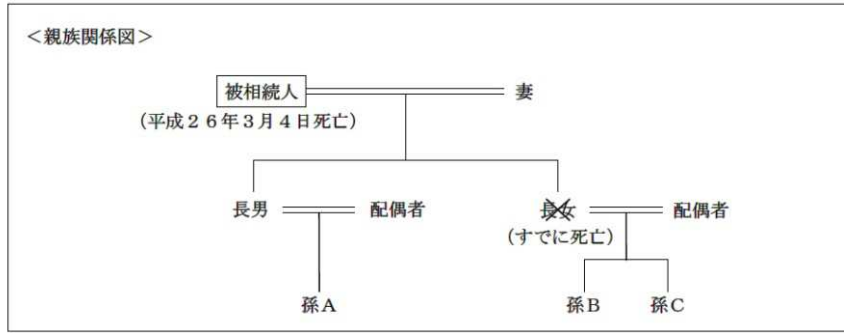 ＜親族関係図＞
被相続人 妻
（平成２６年３月４日死亡）
長男 配偶者 長女 配偶者
（すでに死亡）
孫Ａ 孫Ｂ 孫Ｃ